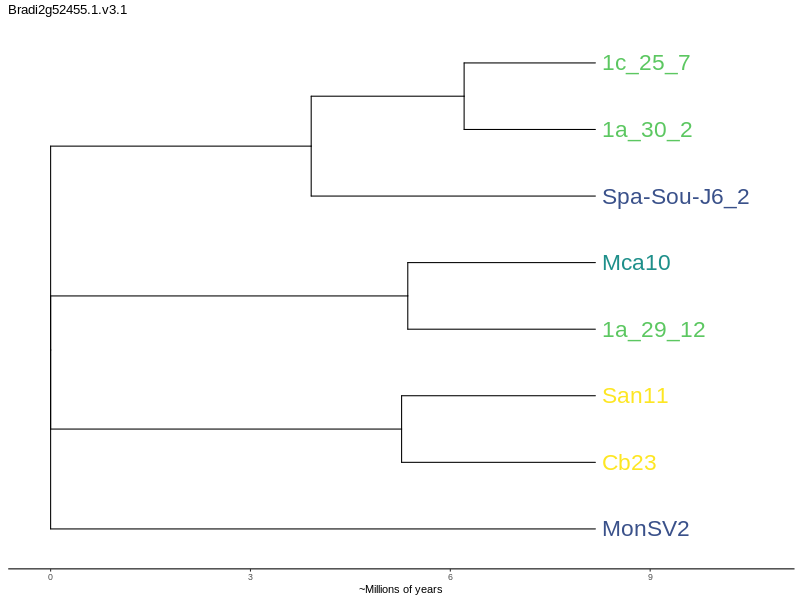 Bradi2g52455.1.v3.1
1c_25_7
1a_30_2
Spa-Sou-J6_2
Mca10
1a_29_12
San11
Cb23
MonSV2
0 3 6 9
~Millions of years